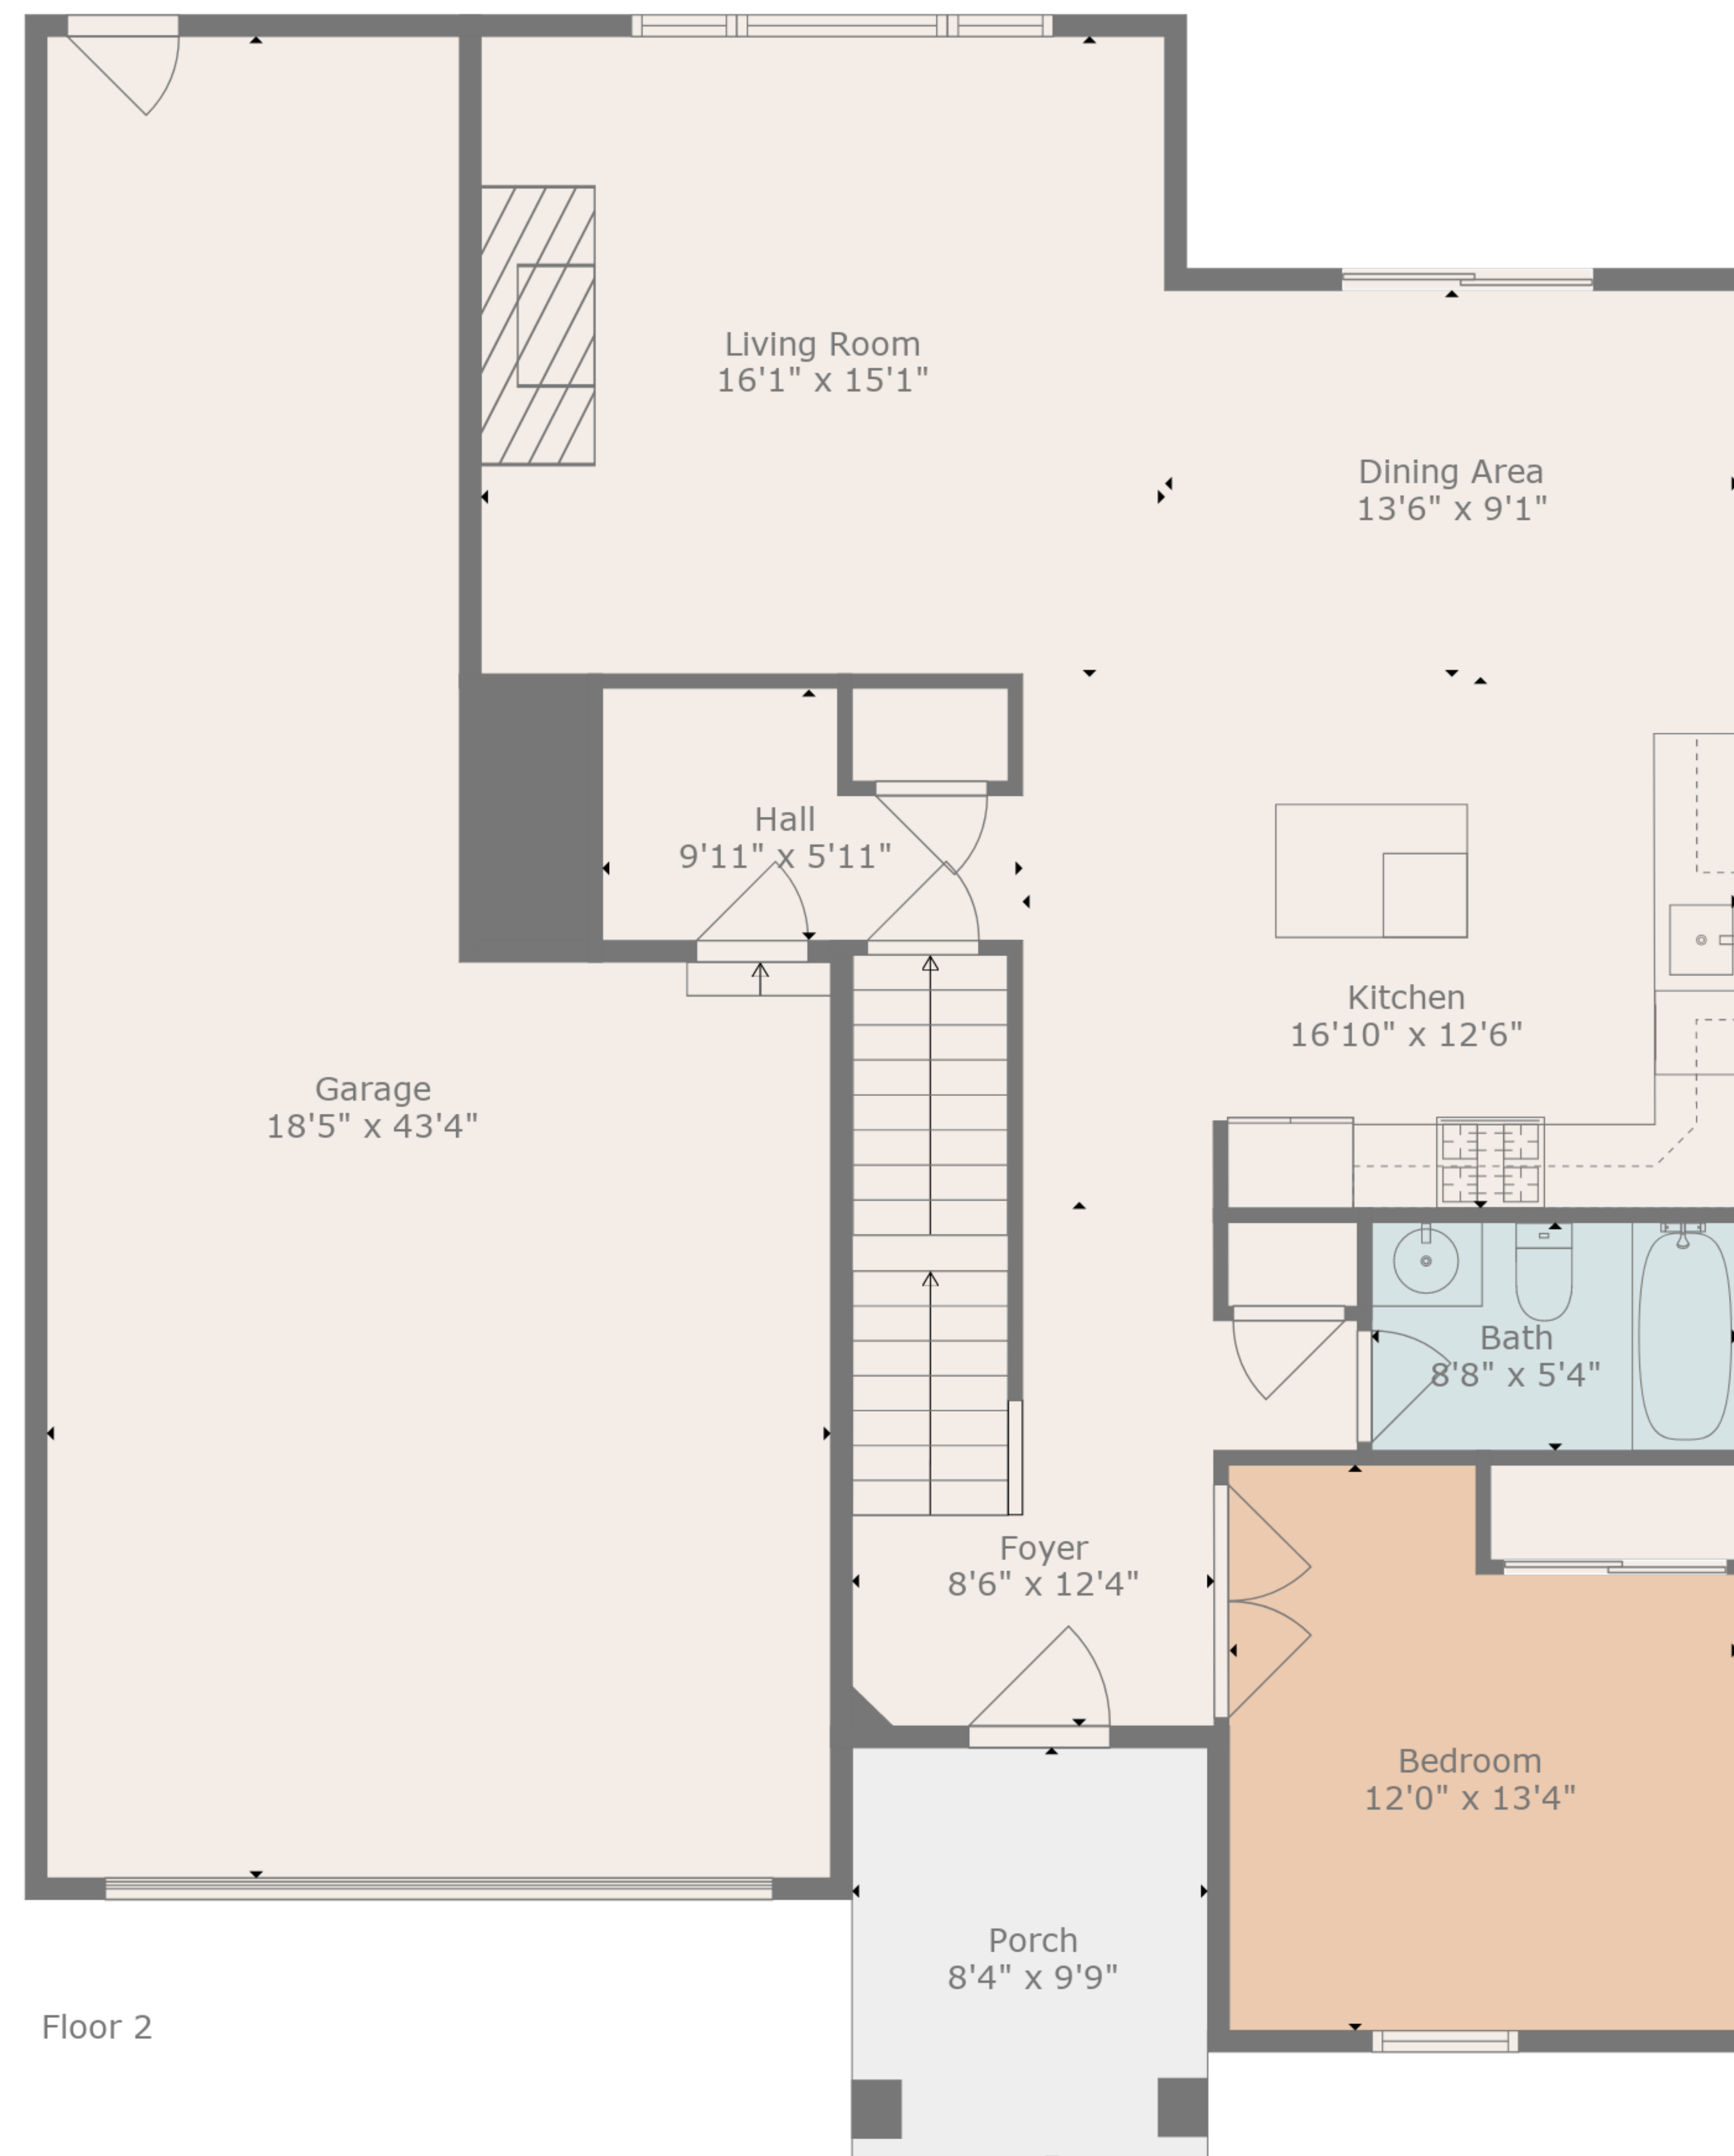 Living Room
16'1" x 15'1"
Dining Area
13'6" x 9'1"
Hall
9'11" x 5'11"
Kitchen
16'10" x 12'6"
Garage
18'5" x 43'4"
Bath
8'8" x 5'4"
Foyer
8'6" x 12'4"
Bedroom
12'0" x 13'4"
Porch
8'4" x 9'9"
Floor 2